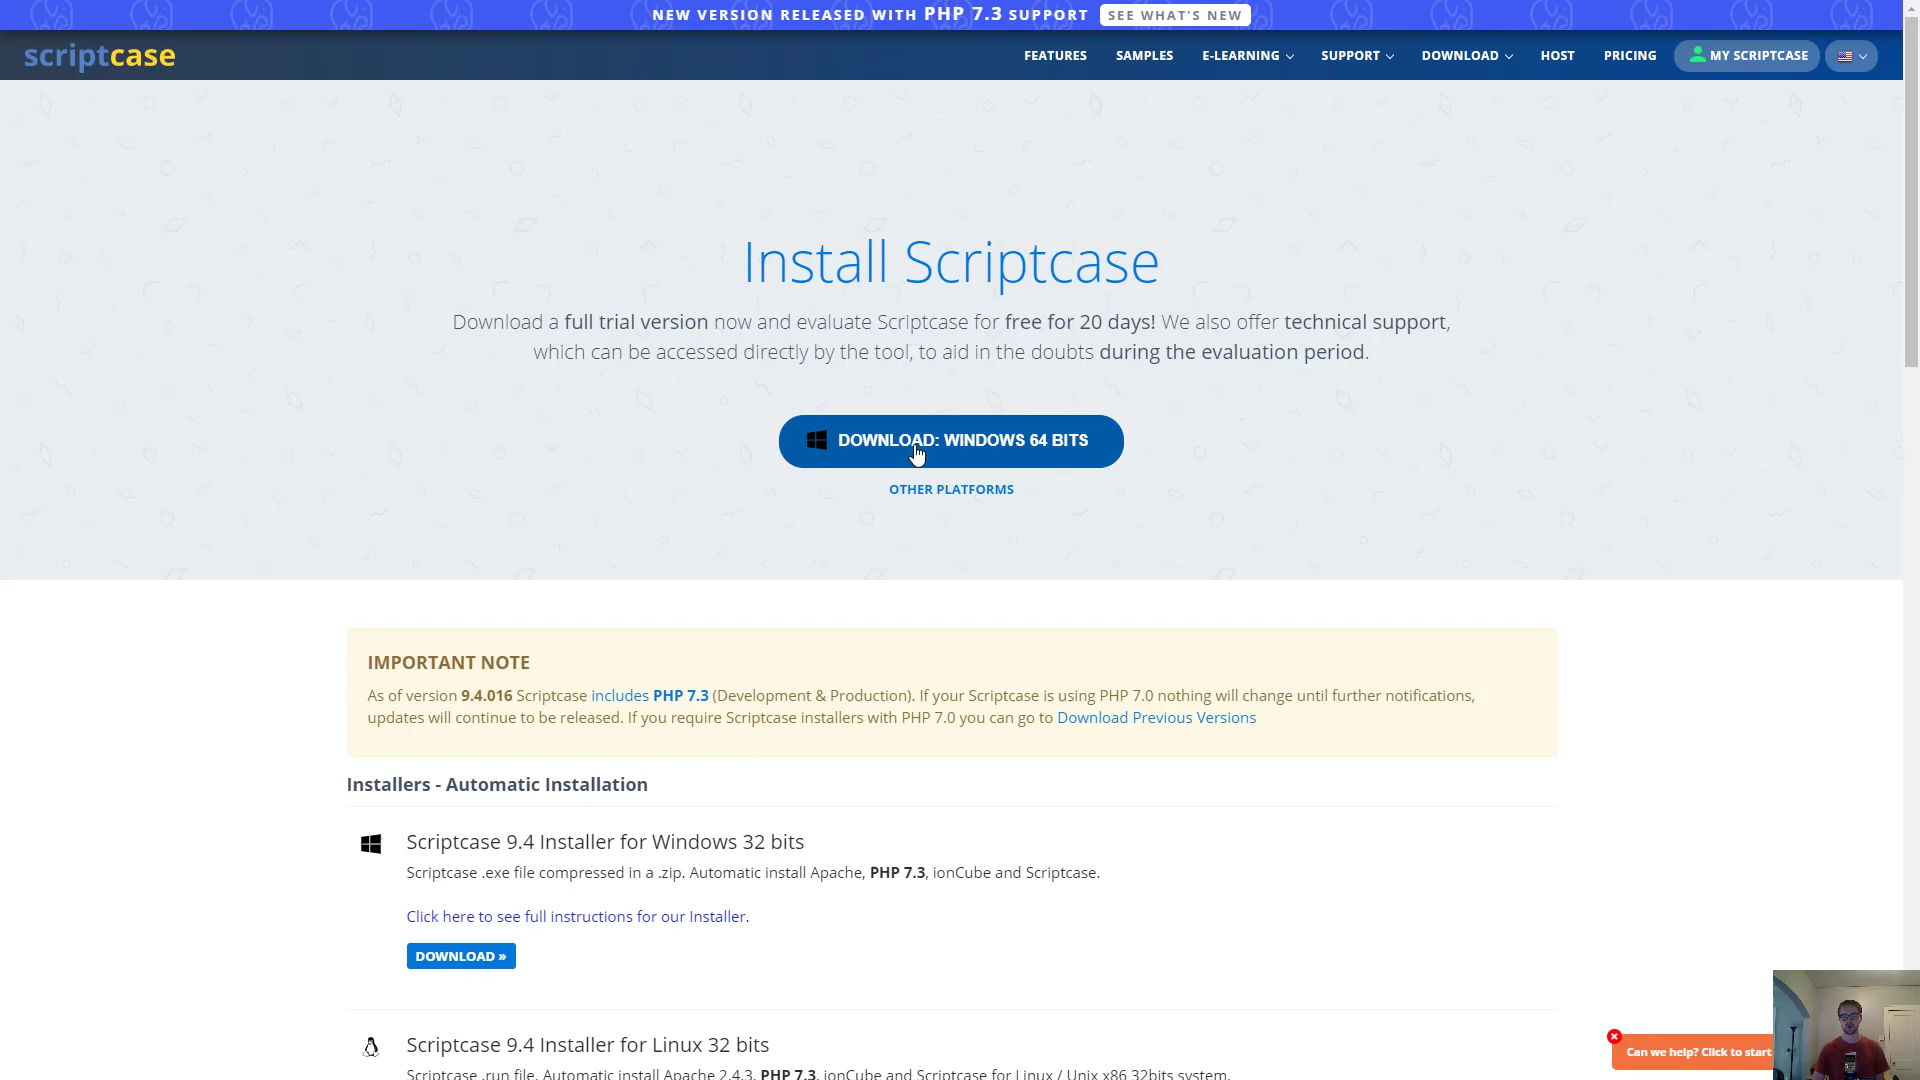 NEW VERSION RELEASED WITH PHP 7.3 SUPPORT SEE WHAT'S NEW
scriptcase FEATURES SAMPLES E-LEARNING SUPPORT DOWNLOAD HOST PRICING MY SCRIPTCASE
Install Scriptcase
Download a full trial version now and evaluate Scriptcase for free for 20 days! We also offer technical support,
which can be accessed directly by the tool, to aid in the doubts during the evaluation period.
DOWNLOAD: WINDOWS 64 BITS
OTHER PLATFORMS
IMPORTANT NOTE
As of version 9.4.016 Scriptcase includes PHP 7.3 (Development & Production). If your Scriptcase is using PHP 7.0 nothing will change until further notifications,
updates will continue to be released. If you require Scriptcase installers with PHP 7.0 you can go to Download Previous Versions
Installers - Automatic Installation
Scriptcase 9.4 Installer for Windows 32 bits
Scriptcase .exe file compressed in a .zip. Automatic install Apache, PHP 7.3, ionCube and Scriptcase.
Click here to see full instructions for our Installer.
DOWNLOAD »
Scriptcase 9.4 Installer for Linux 32 bits
Scriptcase .run file. Automatic install Apache 2.4.3, PHP 7.3, ionCube and Scriptcase for Linux / Unix x86 32bits system.
Can we help? Click to start